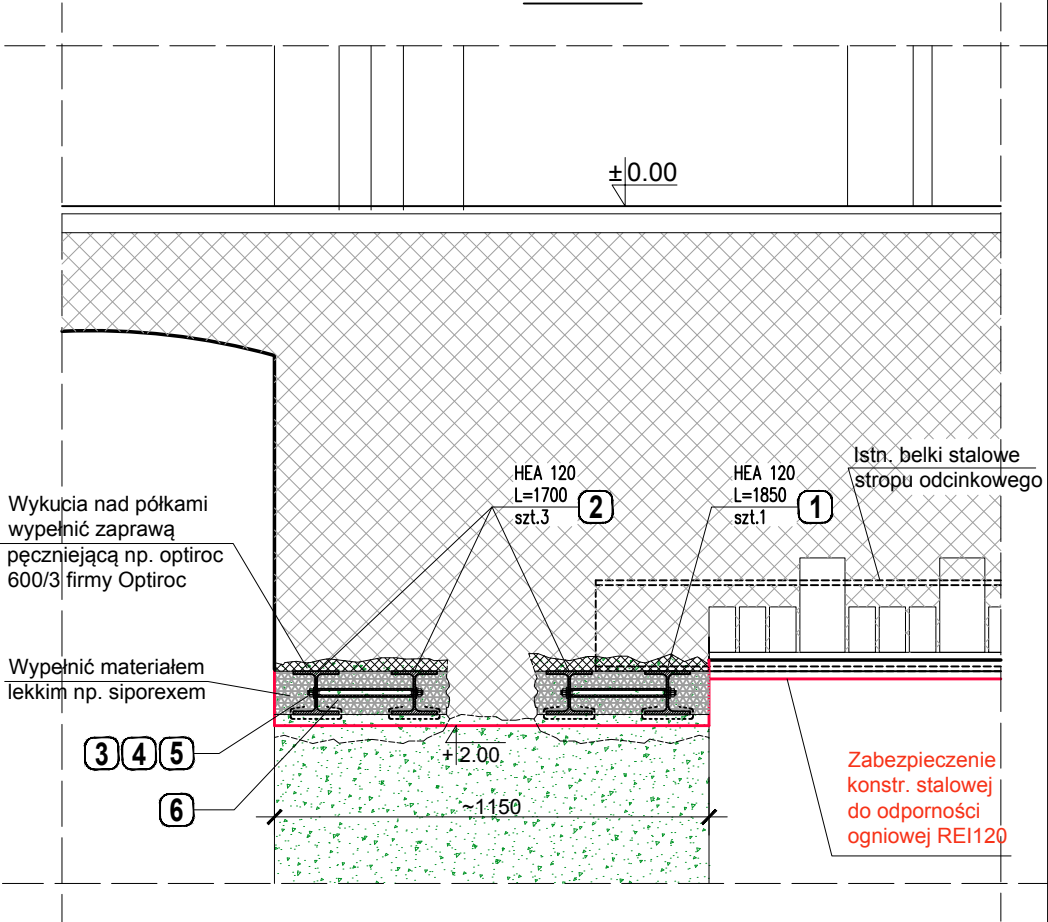 ±0.00
Istn. belki stalowe
stropu odcinkowego
HEA 120
L=1700
szt.3
2
HEA 120
L=1850
szt.1
1
Wykucia nad półkami
wypełnić zaprawą
pęczniejącą np. optiroc
600/3 firmy Optiroc
Wypełnić materiałem
lekkim np. siporexem
3 4 5
6
+2.00
~1150
Zabezpieczenie
konstr. stalowej
do odporności
ogniowej REI120